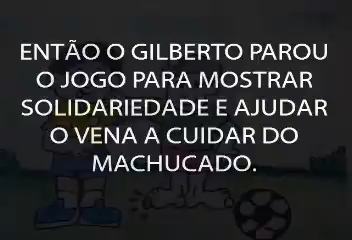 ENTÃO O GILBERTO PAROU
O JOGO PARA MOSTRAR
SOLIDARIEDADE E AJUDAR
O VENA A CUIDAR DO
MACHUCADO.